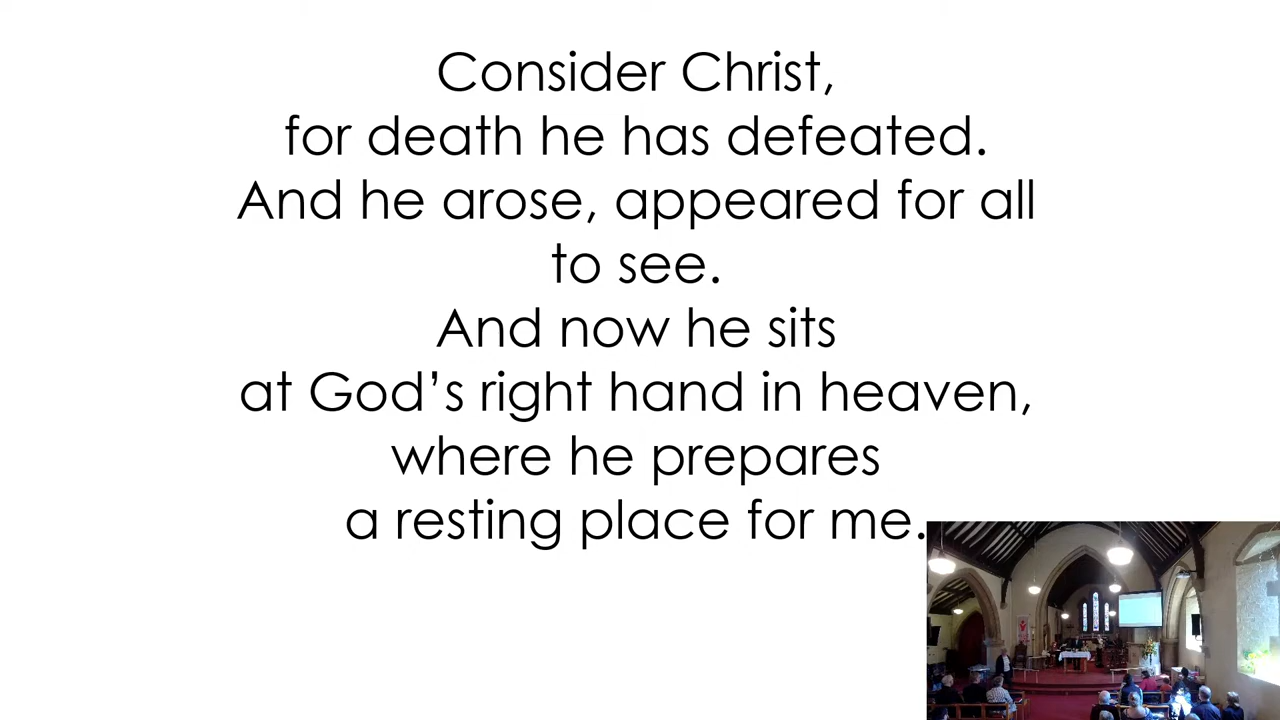 Consider Christ,
for death he has defeated.
And he arose, appeared for all
to see.
And now he sits
at God’s right hand in heaven,
where he prepares
a resting place for me.